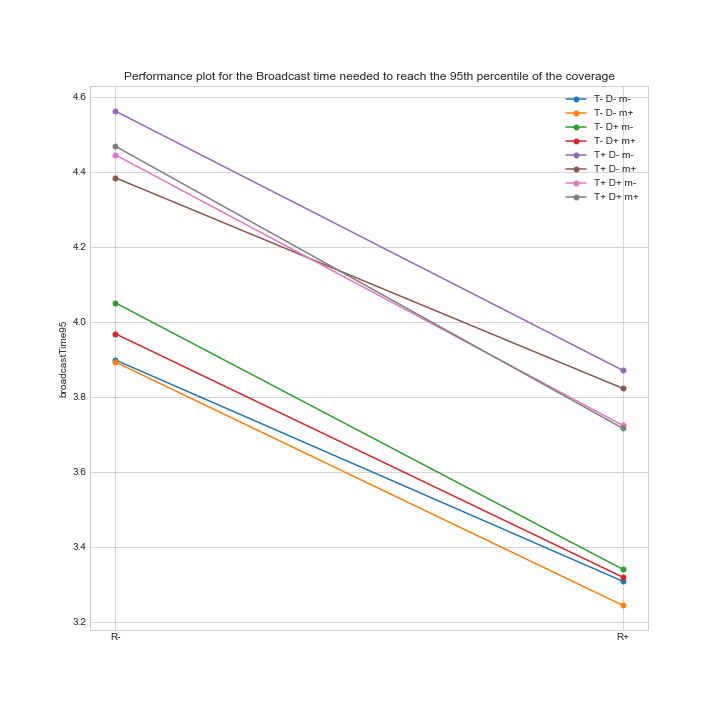 Performance plot for the Broadcast time needed to reach the 95th percentile of the coverage
4.6
4.4
4.2
4.0
3.8
3.6
3.4
3.2
broadcastTime95
R-
R+
T- D- m-
T- D- m+
T- D+ m-
T- D+ m+
T+ D- m-
T+ D- m+
T+ D+ m-
T+ D+ m+